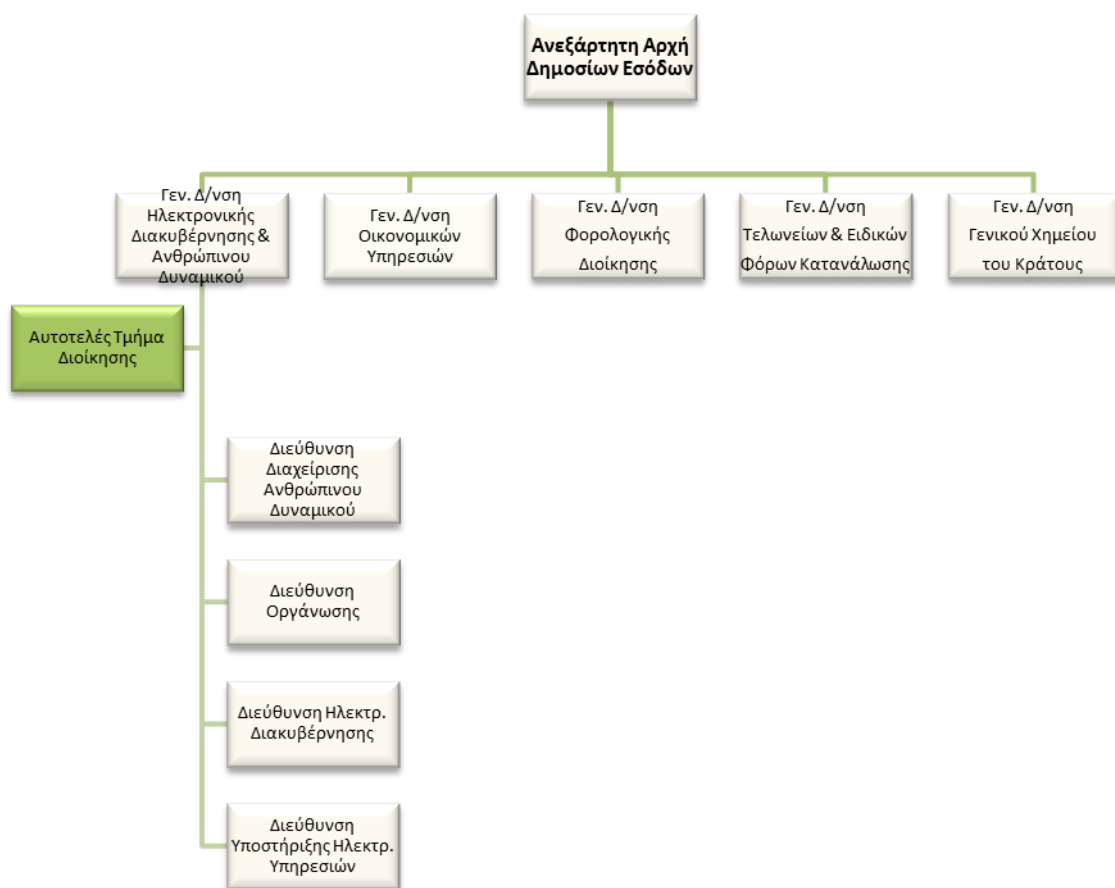 Ανεξάρτητη Αρχή
Δημοσίων Εσόδων
Γεν. Δ/νση
Ηλεκτρονικής
Διακυβέρνησης &
Ανθρώπινου
Δυναμικού
Γεν. Δ/νση
Οικονομικών
Υπηρεσιών
Γεν. Δ/νση
Φορολογικής
Διοίκησης
Γεν. Δ/νση
Τελωνείων & Ειδικών
Φόρων Κατανάλωσης
Γεν. Δ/νση
Γενικού Χημείου
του Κράτους
Αυτοτελές Τμήμα
Διοίκησης
Διεύθυνση
Διαχείρισης
Ανθρώπινου
Δυναμικού
Διεύθυνση
Οργάνωσης
Διεύθυνση Ηλεκτρ.
Διακυβέρνησης
Διεύθυνση
Υποστήριξης Ηλεκτρ.
Υπηρεσιών